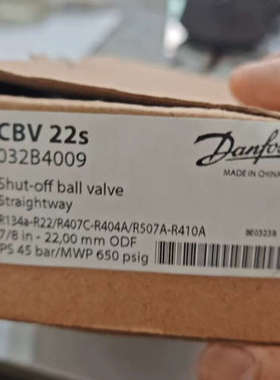 CBV 22s
032B4009
Danfoss
MADE IN CHINA
Shut-off ball valve
Straightway
R134a-R22/R407C-R404A/R507A-R410A
7/8 in - 22,00 mm ODF
PS 45 bar/MWP 650 psig